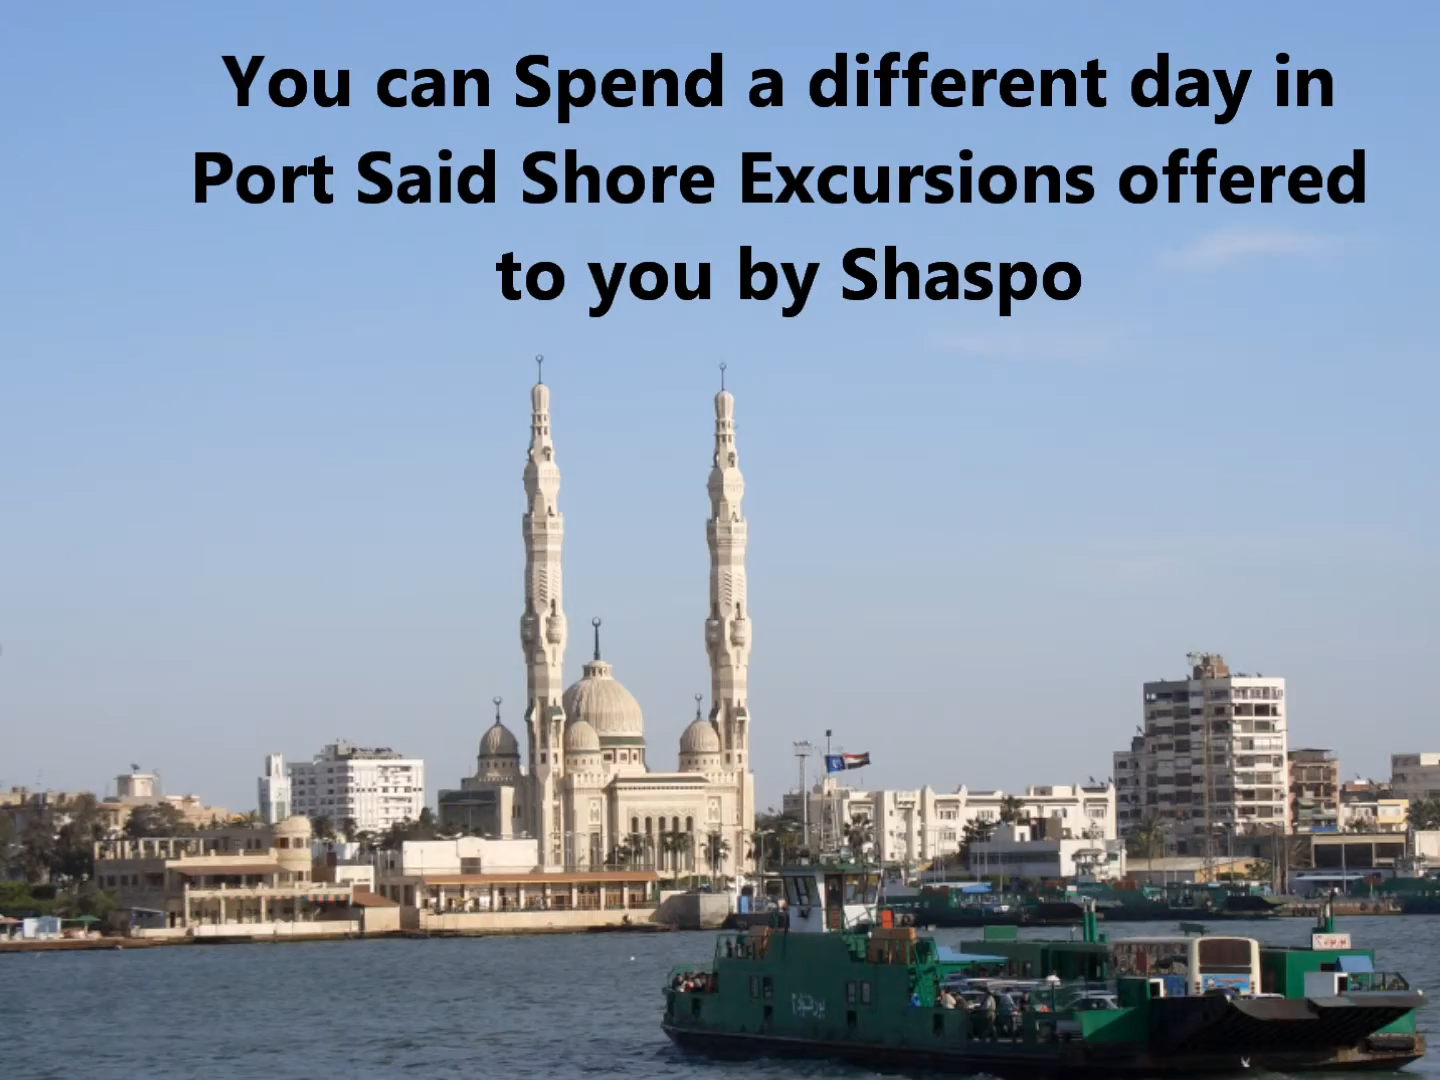 You can Spend a different day in
Port Said Shore Excursions offered
to you by Shaspo